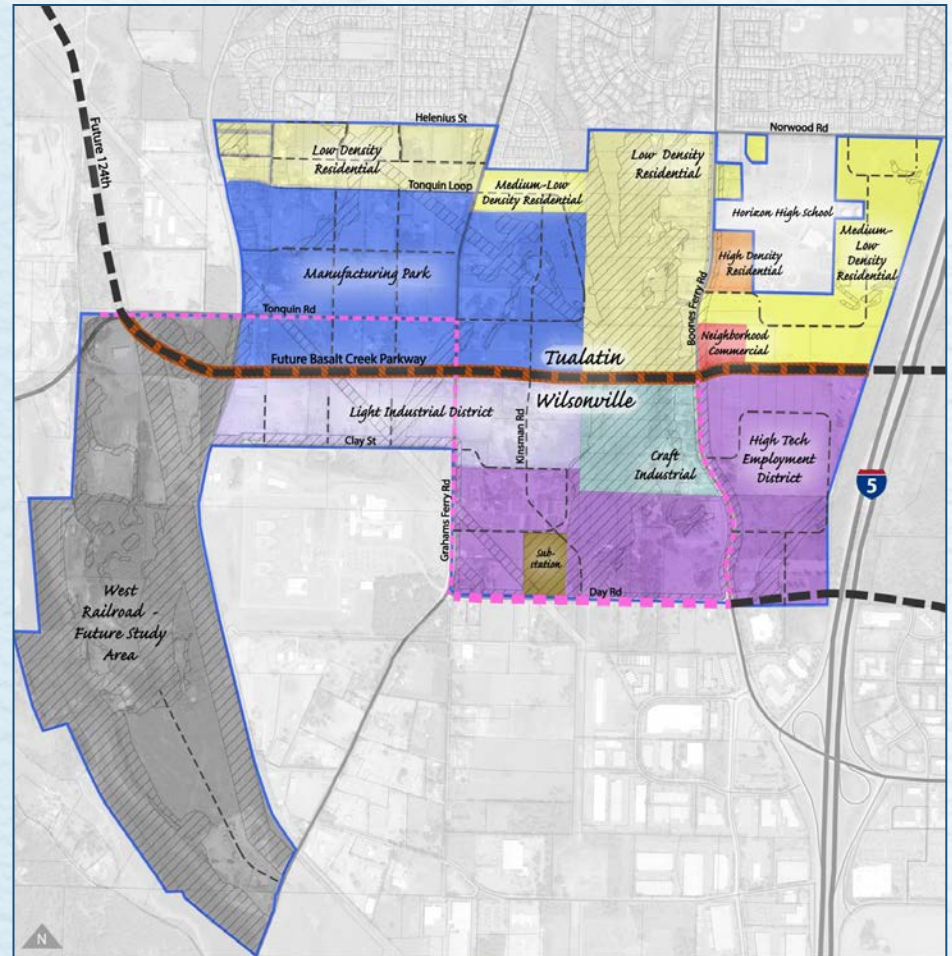 Future 124th
Helenius St
Low Density
Residential
Tonquin Loop
Medium-Low
Density Residential
Low Density
Residential
Norwood Rd
Horizon High School
High Density
Residential
Medium-
Low
Density
Residential
Manufacturing Park
Tonquin Rd
Boones Ferry Rd
Neighborhood
Commercial
Future Basalt Creek Parkway
Tualatin
Wilsonville
Light Industrial District
Clay St
Kinsman Rd
Craft
Industrial
High Tech
Employment
District
5
Grahams Ferry Rd
Sub-
station
Day Rd
West
Railroad -
Future Study
Area
N